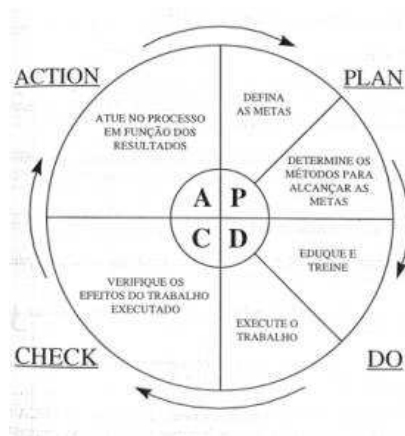 ACTION
PLAN
DEFINA
AS METAS
ATUE NO PROCESSO
EM FUNÇÃO DOS
RESULTADOS
DETERMINE OS
MÉTODOS PARA
ALCANÇAR AS
METAS
A P
C D
EDUQUE E
TREINE
VERIFIQUE OS
EFEITOS DO TRABALHO
EXECUTADO
EXECUTE O
TRABALHO
CHECK
DO